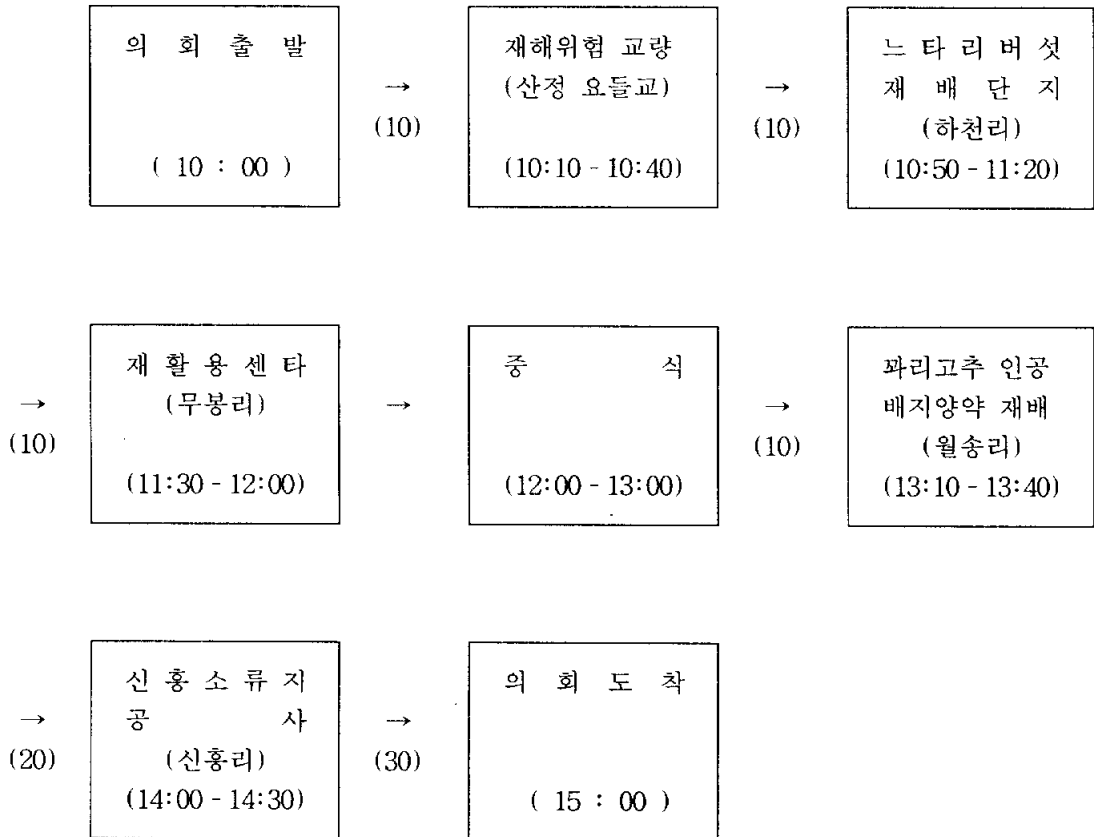 의 회 출 발
( 10 : 00 )
→
(10)
재해위험 교량
(산정 요들교)
(10:10 - 10:40)
→
(10)
느 타 리 버 섯
재 배 단 지
(하천리)
(10:50 - 11:20)
→
(10)
재 활 용 센 타
(무봉리)
(11:30 - 12:00)
→
중 식
(12:00 - 13:00)
→
(10)
꽈리고추 인공
배지양약 재배
(월송리)
(13:10 - 13:40)
→
(20)
신 흥 소 류 지
공 사
(신흥리)
(14:00 - 14:30)
→
(30)
의 회 도 착
( 15 : 00 )